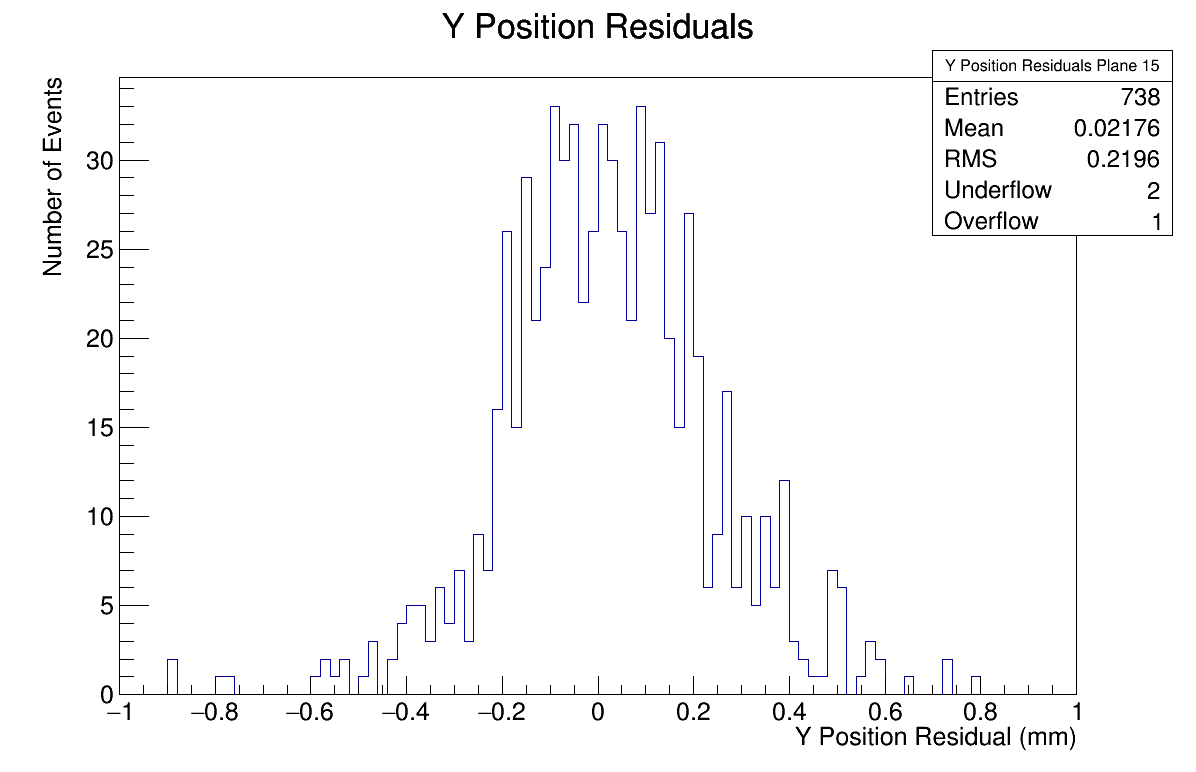 Y Position Residuals
Y Position Residuals Plane 15
Entries 738
Mean 0.02176
RMS 0.2196
Underflow 2
Overflow 1
Number of Events
30
25
20
15
10
5
0
−1 −0.8 −0.6 −0.4 −0.2 0 0.2 0.4 0.6 0.8 1
Y Position Residual (mm)